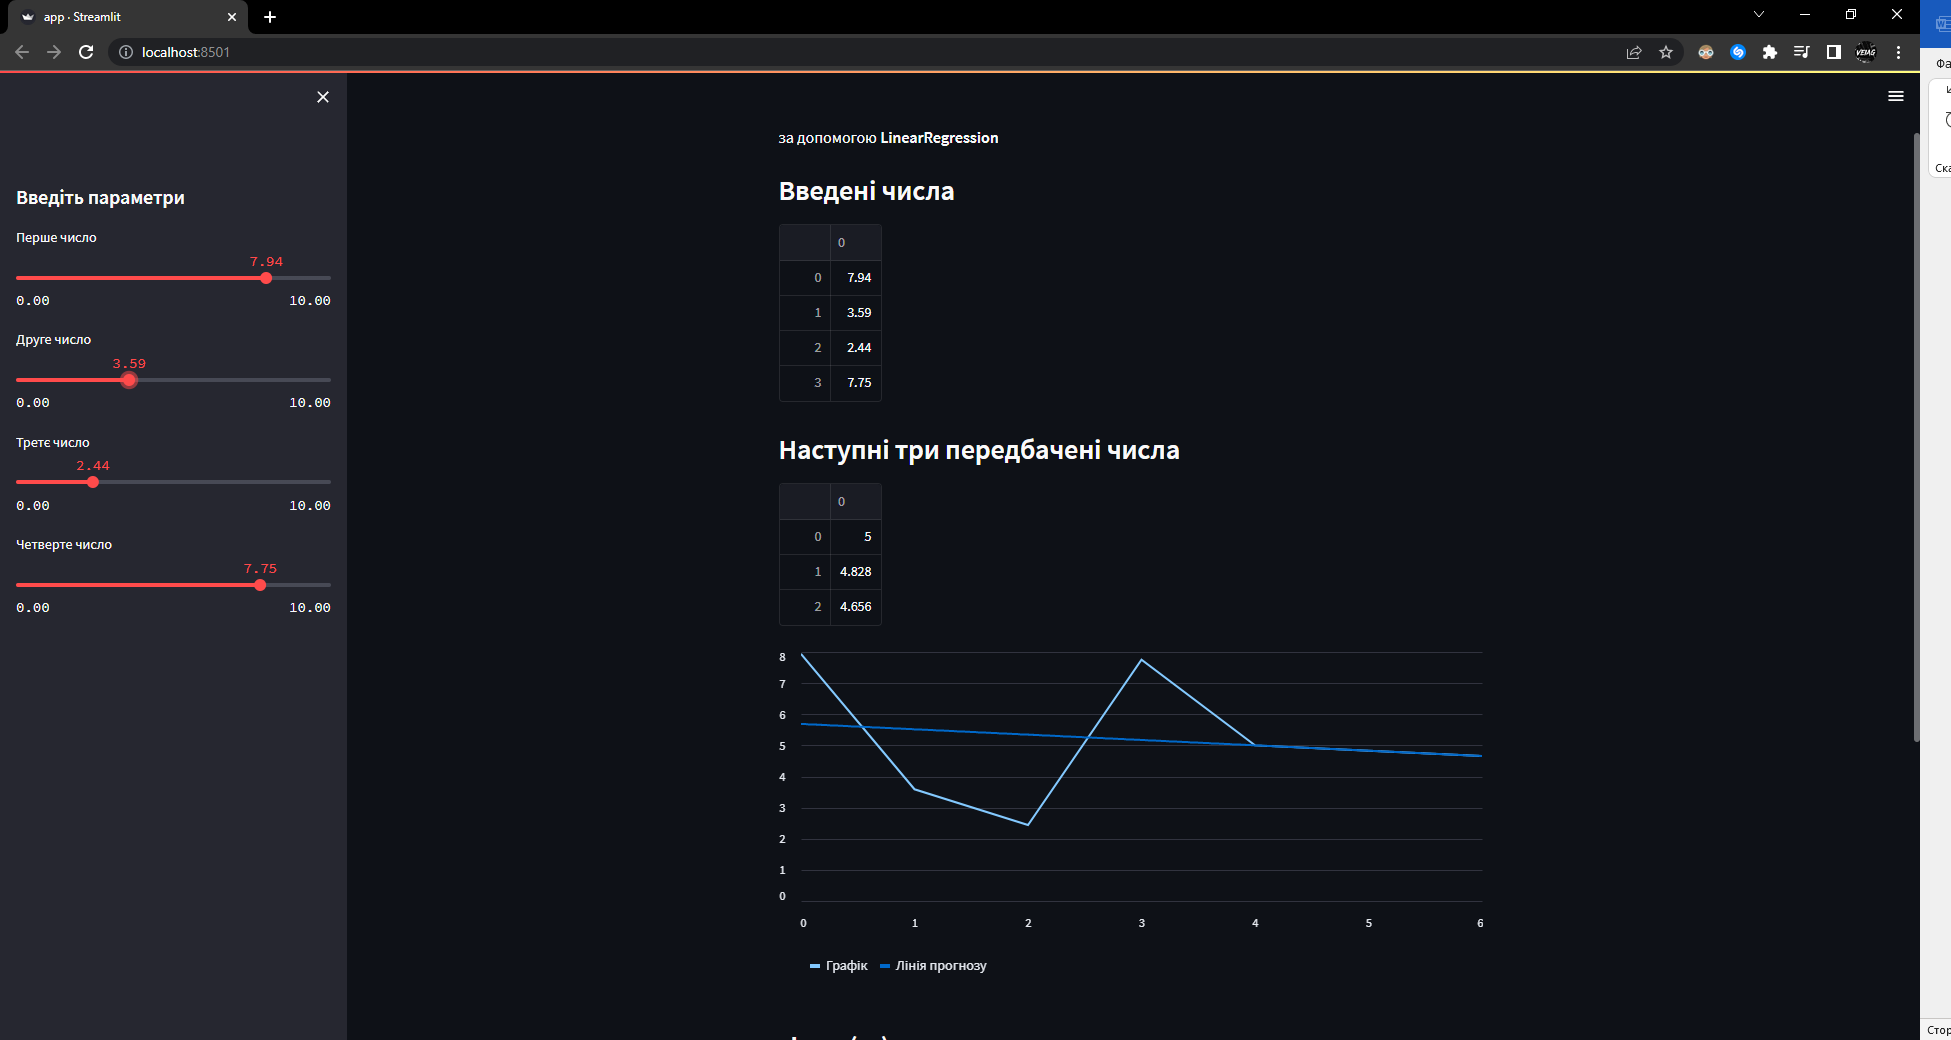 app · Streamlit
localhost:8501
Введіть параметри
Перше число
7.94
0.00 10.00
Друге число
3.59
0.00 10.00
Третє число
2.44
0.00 10.00
Четверте число
7.75
0.00 10.00
за допомогою LinearRegression
Введені числа
0
0 7.94
1 3.59
2 2.44
3 7.75
Наступні три передбачені числа
0
0 5
1 4.828
2 4.656
8
7
6
5
4
3
2
1
0
0 1 2 3 4 5 6
Графік Лінія прогнозу